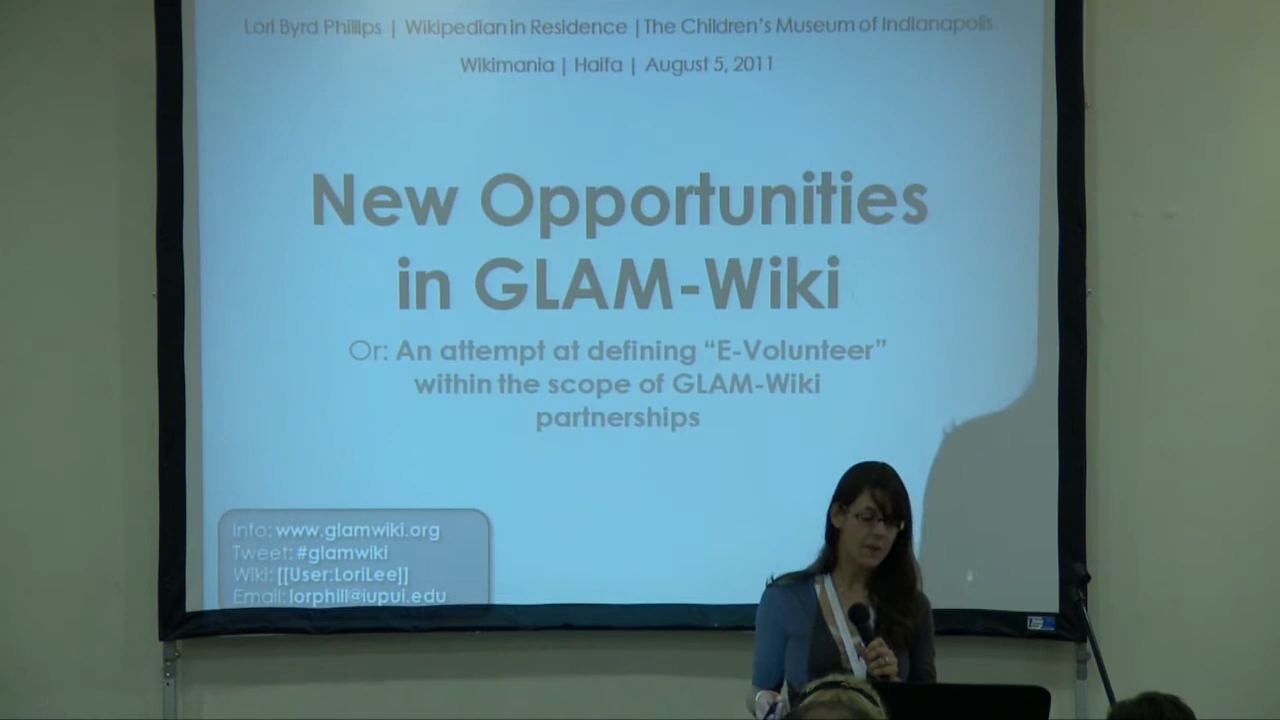 Lori Byrd Phillips | Wikipedian in Residence | The Children's Museum of Indianapolis
Wikimania | Haifa | August 5, 2011
New Opportunities
in GLAM-Wiki
Or: An attempt at defining “E-Volunteer”
within the scope of GLAM-Wiki
partnerships
Info: www.glamwiki.org
Tweet: #glamwiki
Wiki: [[User:LoriLee]]
Email: lorphill@iupui.edu